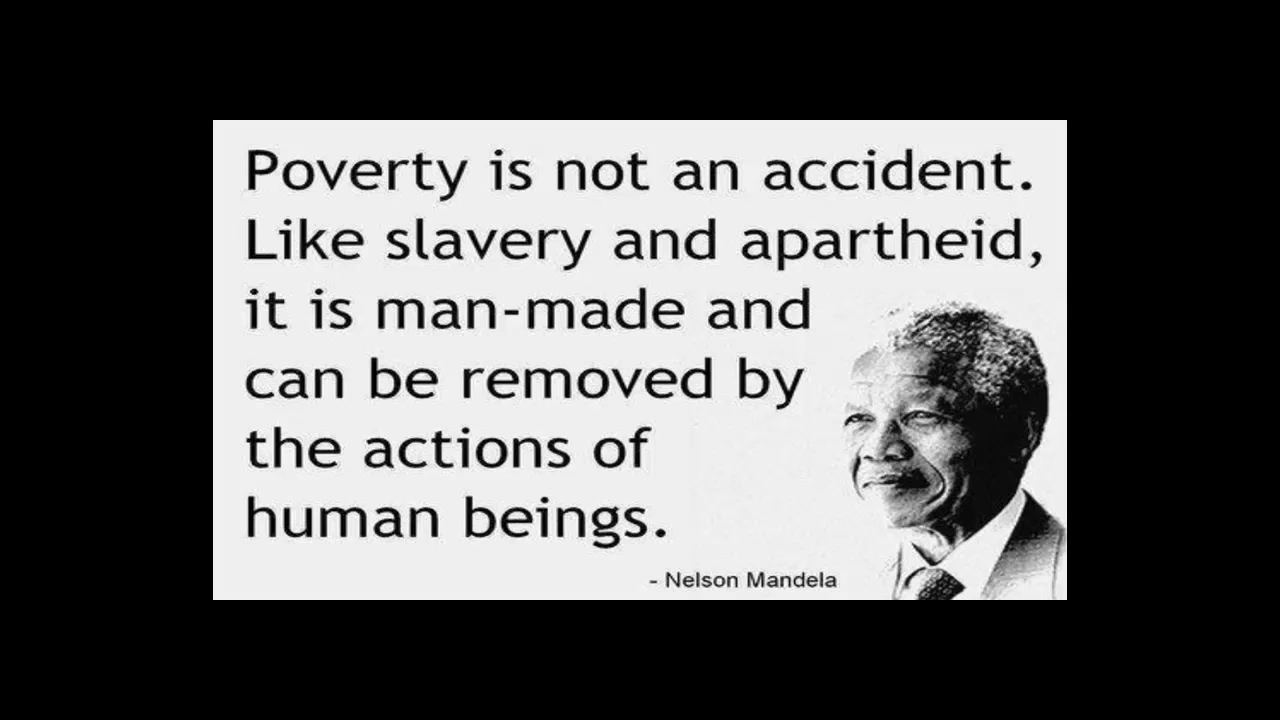 Poverty is not an accident.
Like slavery and apartheid,
it is man-made and
can be removed by
the actions of
human beings.
- Nelson Mandela